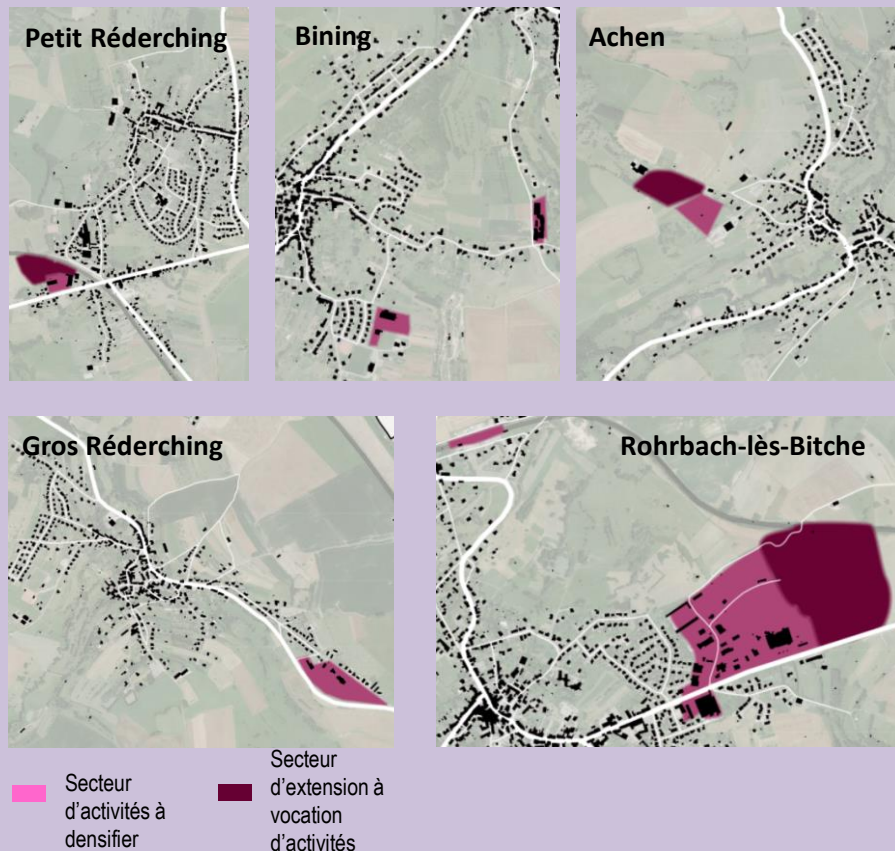 Petit Réderching
Bining
Achen
Gros Réderching
Rohrbach-lès-Bitche
Secteur
d’activités à
densifier
Secteur
d’extension à
vocation
d’activités